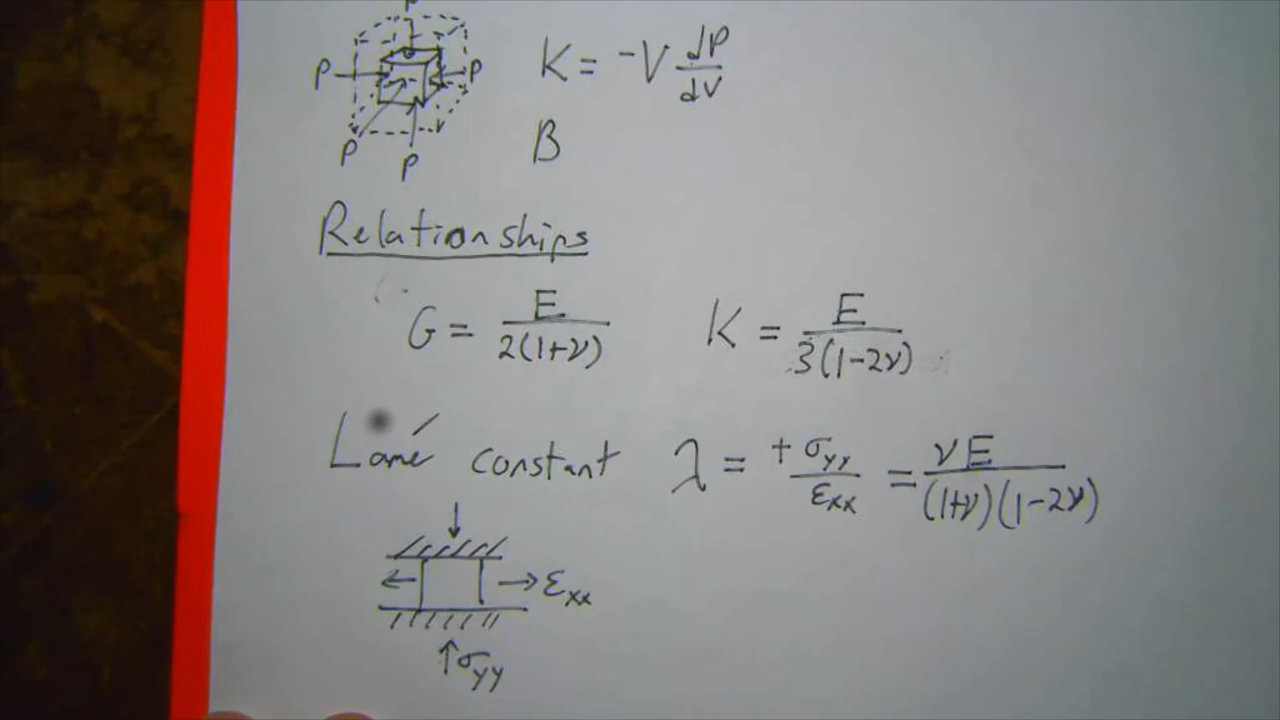 P
P P K = -V dP/dV
P P B
Relationships
G = E/2(1+ν) K = E/3(1-2ν)
Lamé constant λ = +σyy/εxx = νE/(1+ν)(1-2ν)
εxx
σyy